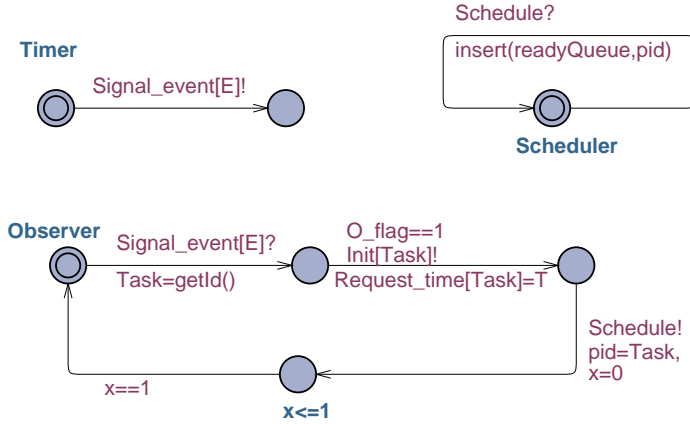 Schedule?
Timer
insert(readyQueue,pid)
Signal_event[E]!
Scheduler
Observer
Signal_event[E]?
Task=getId()
O_flag==1
Init[Task]!
Request_time[Task]=T
Schedule!
pid=Task,
x=0
x==1
x<=1